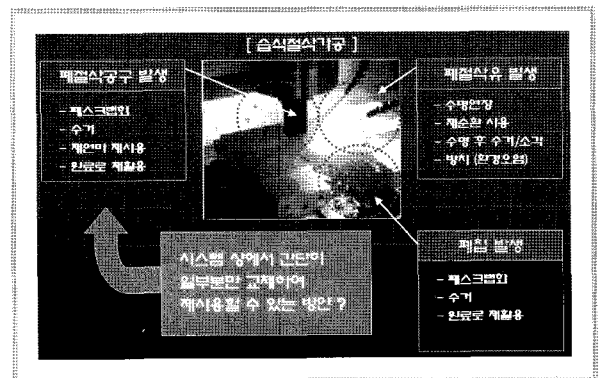 [ 습식절삭가공 ]
폐절삭공구 발생
- 폐스크랩화
- 수거
- 재연마 재사용
- 원료로 재활용
폐절삭유 발생
- 수명연장
- 재순환 사용
- 수명 후 수거/소각
- 방치 (환경오염)
시스템 상에서 간단히
일부분만 교체하여
재사용할 수 있는 방안 ?
폐칩 발생
- 폐스크랩화
- 수거
- 원료로 재활용